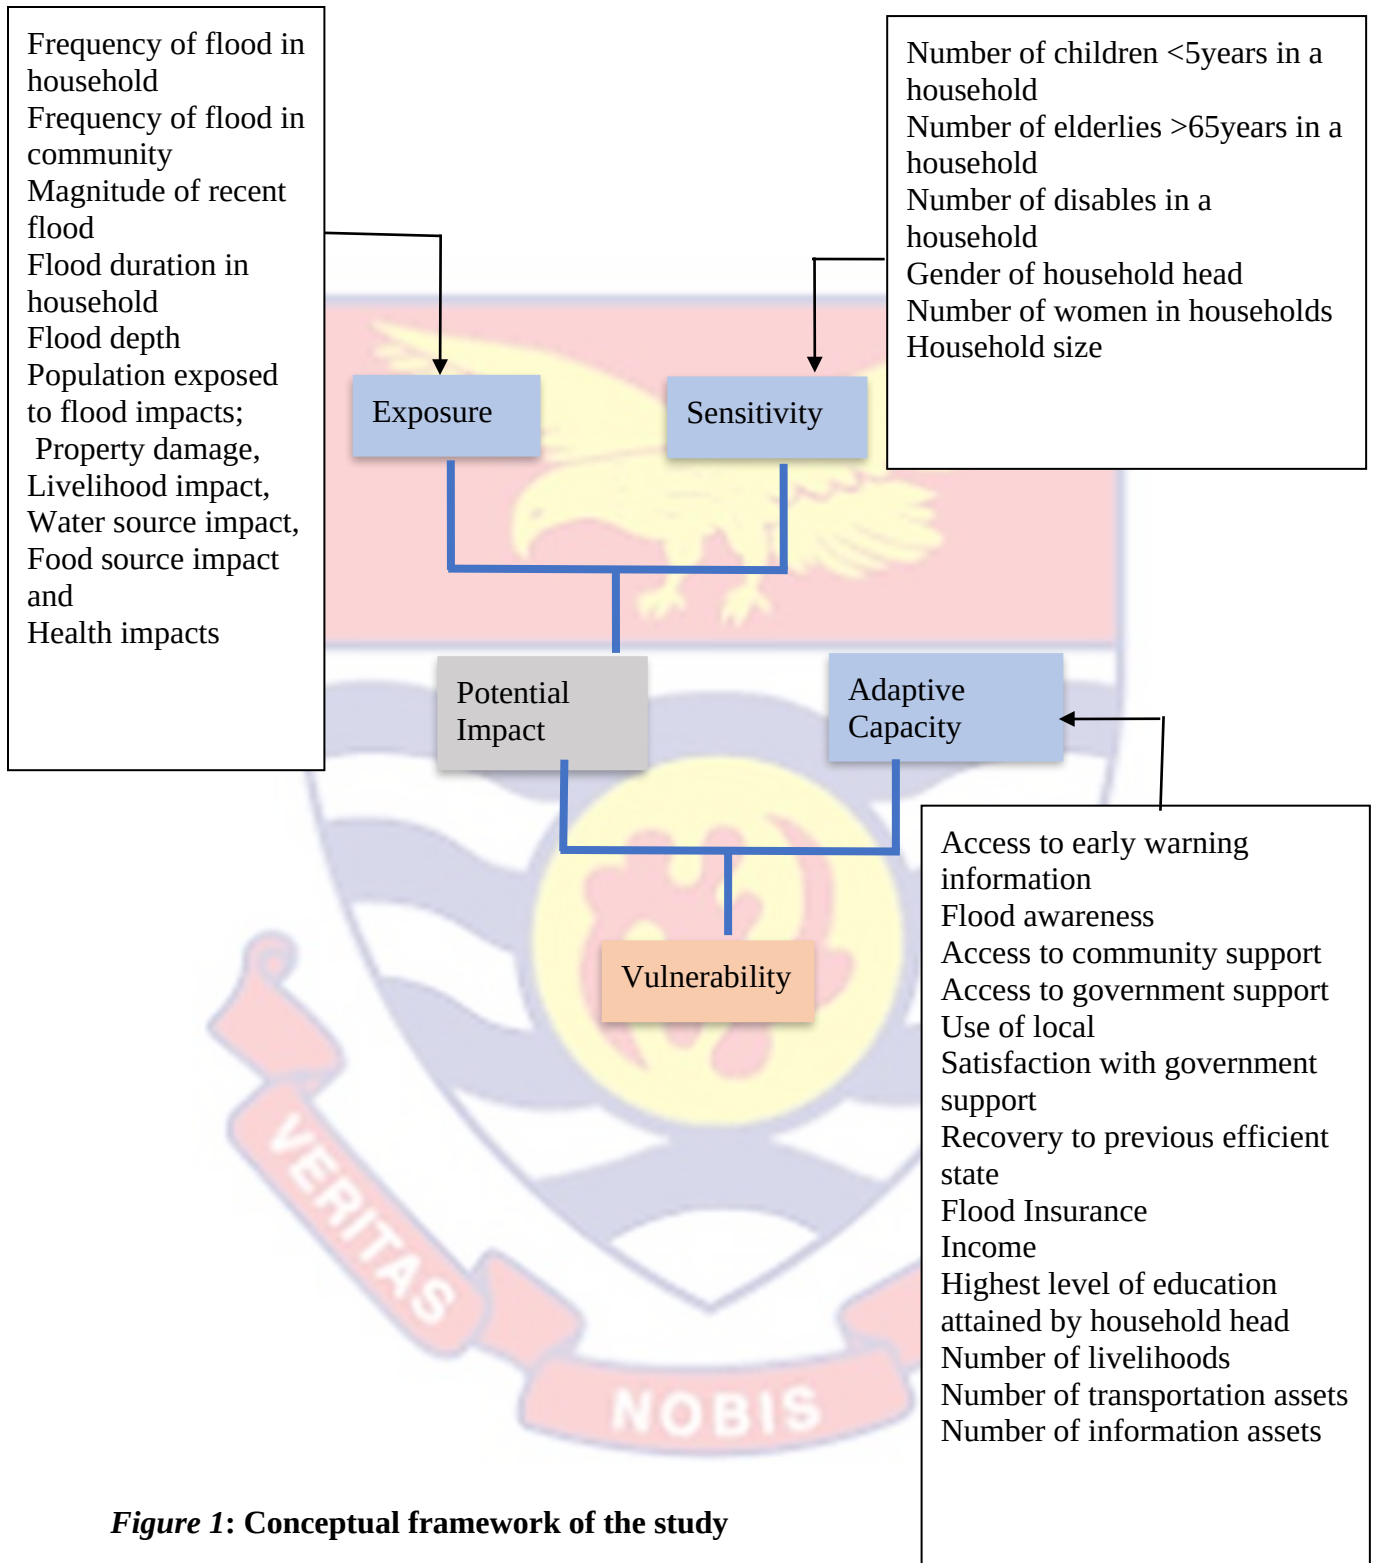 Frequency of flood in
household
Frequency of flood in
community
Magnitude of recent
flood
Flood duration in
household
Flood depth
Population exposed
to flood impacts;
Property damage,
Livelihood impact,
Water source impact,
Food source impact
and
Health impacts
Number of children <5years in a
household
Number of elderlies >65years in a
household
Number of disables in a
household
Gender of household head
Number of women in households
Household size
Exposure
Sensitivity
Potential
Impact
Adaptive
Capacity
Vulnerability
Access to early warning
information
Flood awareness
Access to community support
Access to government support
Use of local
Satisfaction with government
support
Recovery to previous efficient
state
Flood Insurance
Income
Highest level of education
attained by household head
Number of livelihoods
Number of transportation assets
Number of information assets
VERITAS
NOBIS
Figure 1: Conceptual framework of the study